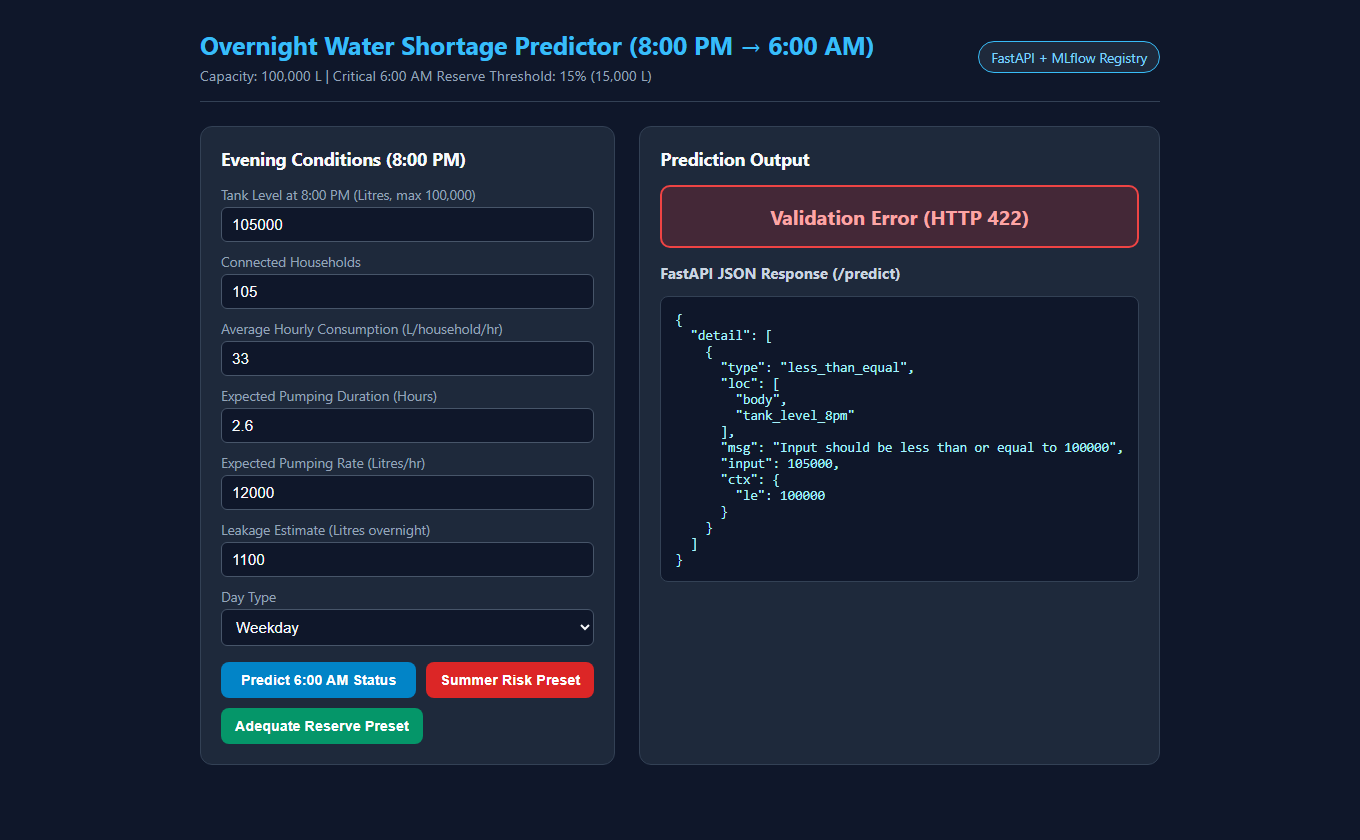 Overnight Water Shortage Predictor (8:00 PM → 6:00 AM)
Capacity: 100,000 L | Critical 6:00 AM Reserve Threshold: 15% (15,000 L)
FastAPI + MLflow Registry
Evening Conditions (8:00 PM)
Tank Level at 8:00 PM (Litres, max 100,000)
105000
Connected Households
105
Average Hourly Consumption (L/household/hr)
33
Expected Pumping Duration (Hours)
2.6
Expected Pumping Rate (Litres/hr)
12000
Leakage Estimate (Litres overnight)
1100
Day Type
Weekday
Predict 6:00 AM Status
Summer Risk Preset
Adequate Reserve Preset
Prediction Output
Validation Error (HTTP 422)
FastAPI JSON Response (/predict)
{
  "detail": [
    {
      "type": "less_than_equal",
      "loc": [
        "body",
        "tank_level_8pm"
      ],
      "msg": "Input should be less than or equal to 100000",
      "input": 105000,
      "ctx": {
        "le": 100000
      }
    }
  ]
}